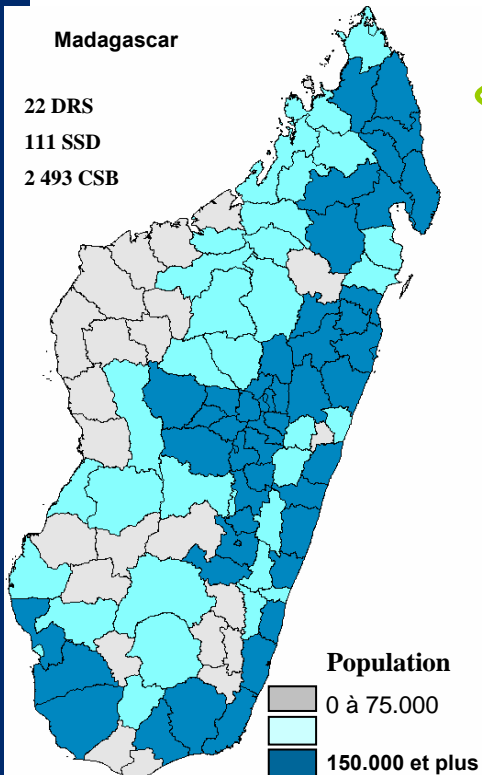 Madagascar
22 DRS
111 SSD
2 493 CSB
Population
0 à 75.000
150.000 et plus